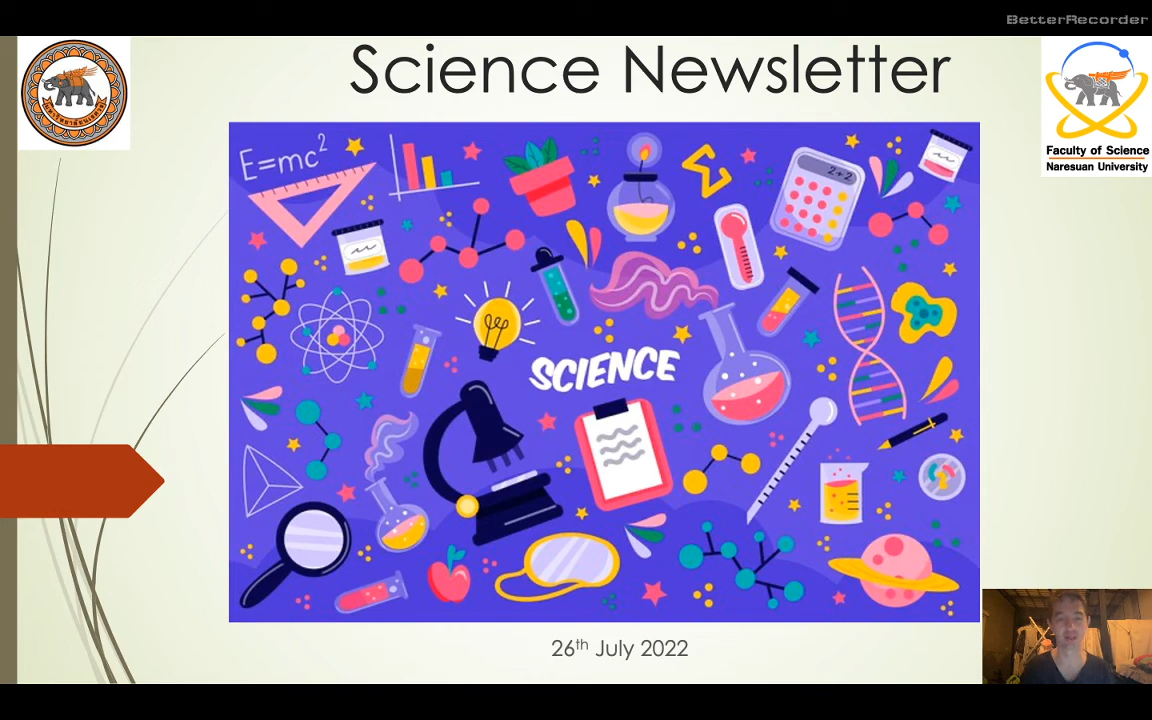 BetterRecorder
Science Newsletter
Faculty of Science
Naresuan University
E=mc²
2+2
SCIENCE
26th July 2022